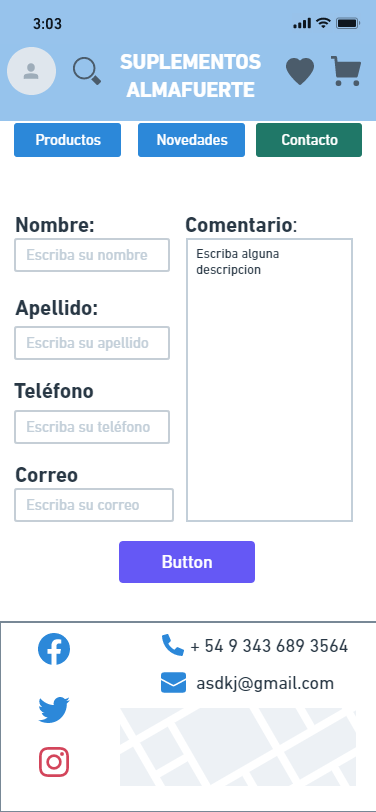 3:03
SUPLEMENTOS
ALMAFUERTE
Productos
Novedades
Contacto
Nombre:
Escriba su nombre
Apellido:
Escriba su apellido
Teléfono
Escriba su teléfono
Correo
Escriba su correo
Comentario:
Escriba alguna
descripcion
Button
+ 54 9 343 689 3564
asdkj@gmail.com